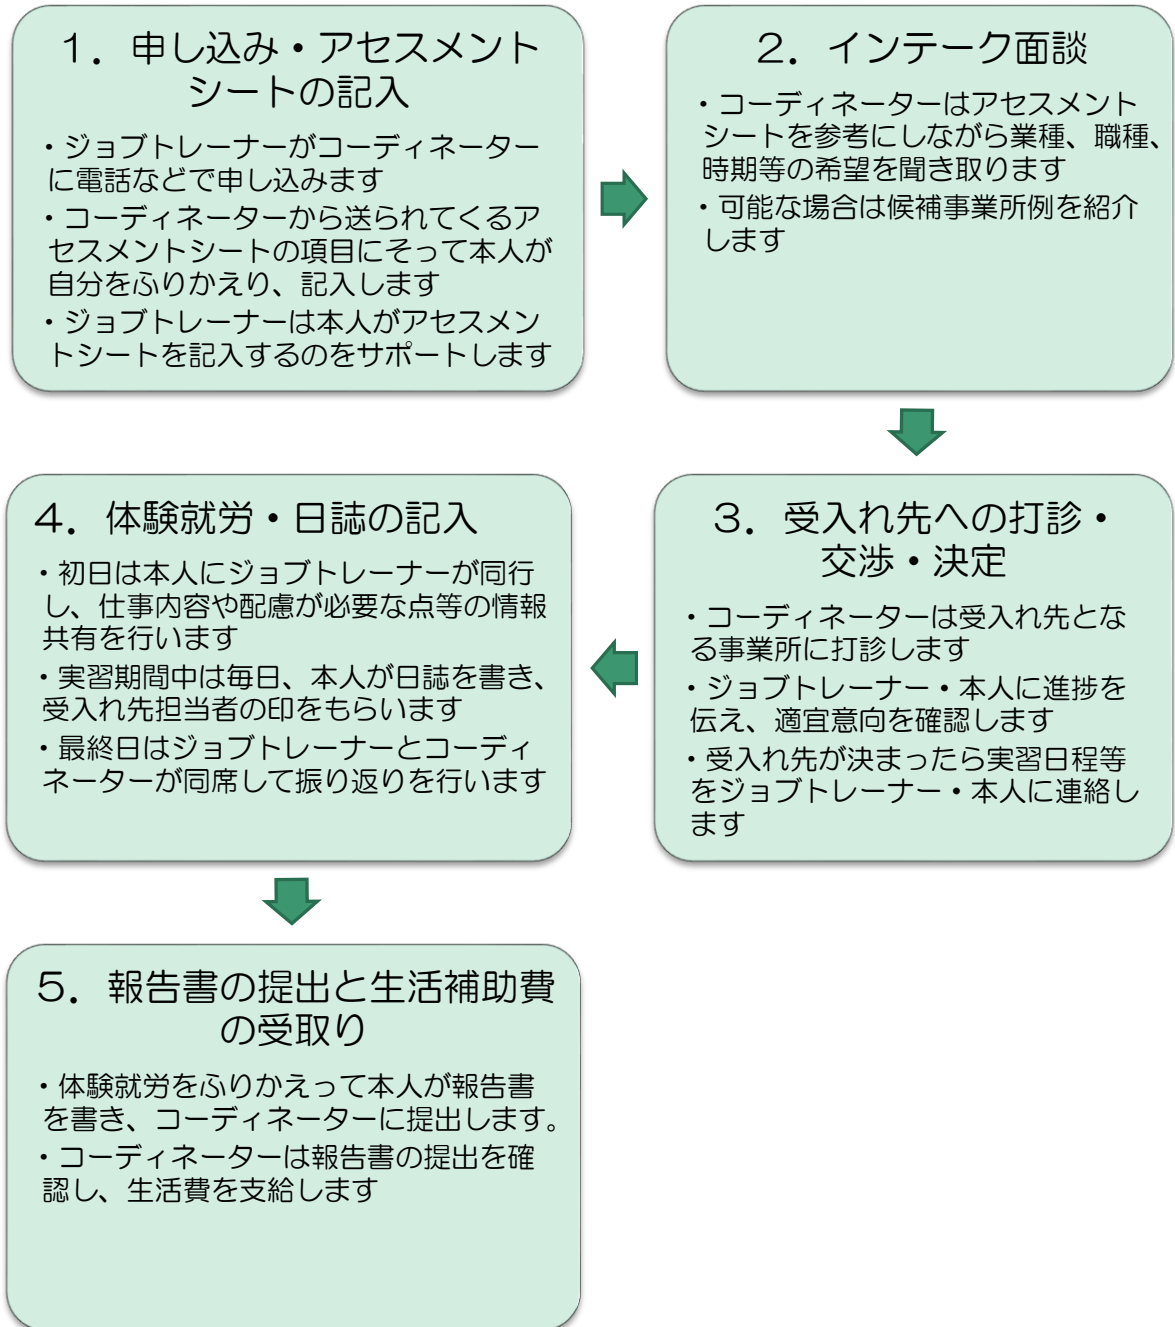 １．申し込み・アセスメント
シートの記入
・ジョブトレーナーがコーディネーター
に電話などで申し込みます
・コーディネーターから送られてくるア
セスメントシートの項目にそって本人が
自分をふりかえり、記入します
・ジョブトレーナーは本人がアセスメン
トシートを記入するのをサポートします
２．インテーク面談
・コーディネーターはアセスメント
シートを参考にしながら業種、職種、
時期等の希望を聞き取ります
・可能な場合は候補事業所例を紹介
します
３．受入れ先への打診・
交渉・決定
・コーディネーターは受入れ先とな
る事業所に打診します
・ジョブトレーナー・本人に進捗を
伝え、適宜意向を確認します
・受入れ先が決まったら実習日程等
をジョブトレーナー・本人に連絡し
ます
４．体験就労・日誌の記入
・初日は本人にジョブトレーナーが同行
し、仕事内容や配慮が必要な点等の情報
共有を行います
・実習期間中は毎日、本人が日誌を書き、
受入れ先担当者の印をもらいます
・最終日はジョブトレーナーとコーディ
ネーターが同席して振り返りを行います
５．報告書の提出と生活補助費
の受取り
・体験就労をふりかえって本人が報告書
を書き、コーディネーターに提出します。
・コーディネーターは報告書の提出を確
認し、生活費を支給します